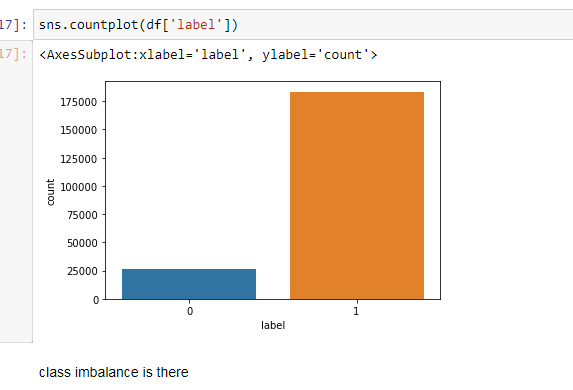 17]: sns.countplot(df['label'])
17]: <AxesSubplot:xlabel='label', ylabel='count'>
175000
150000
125000
100000
75000
50000
25000
0
count
0 1
label
class imbalance is there